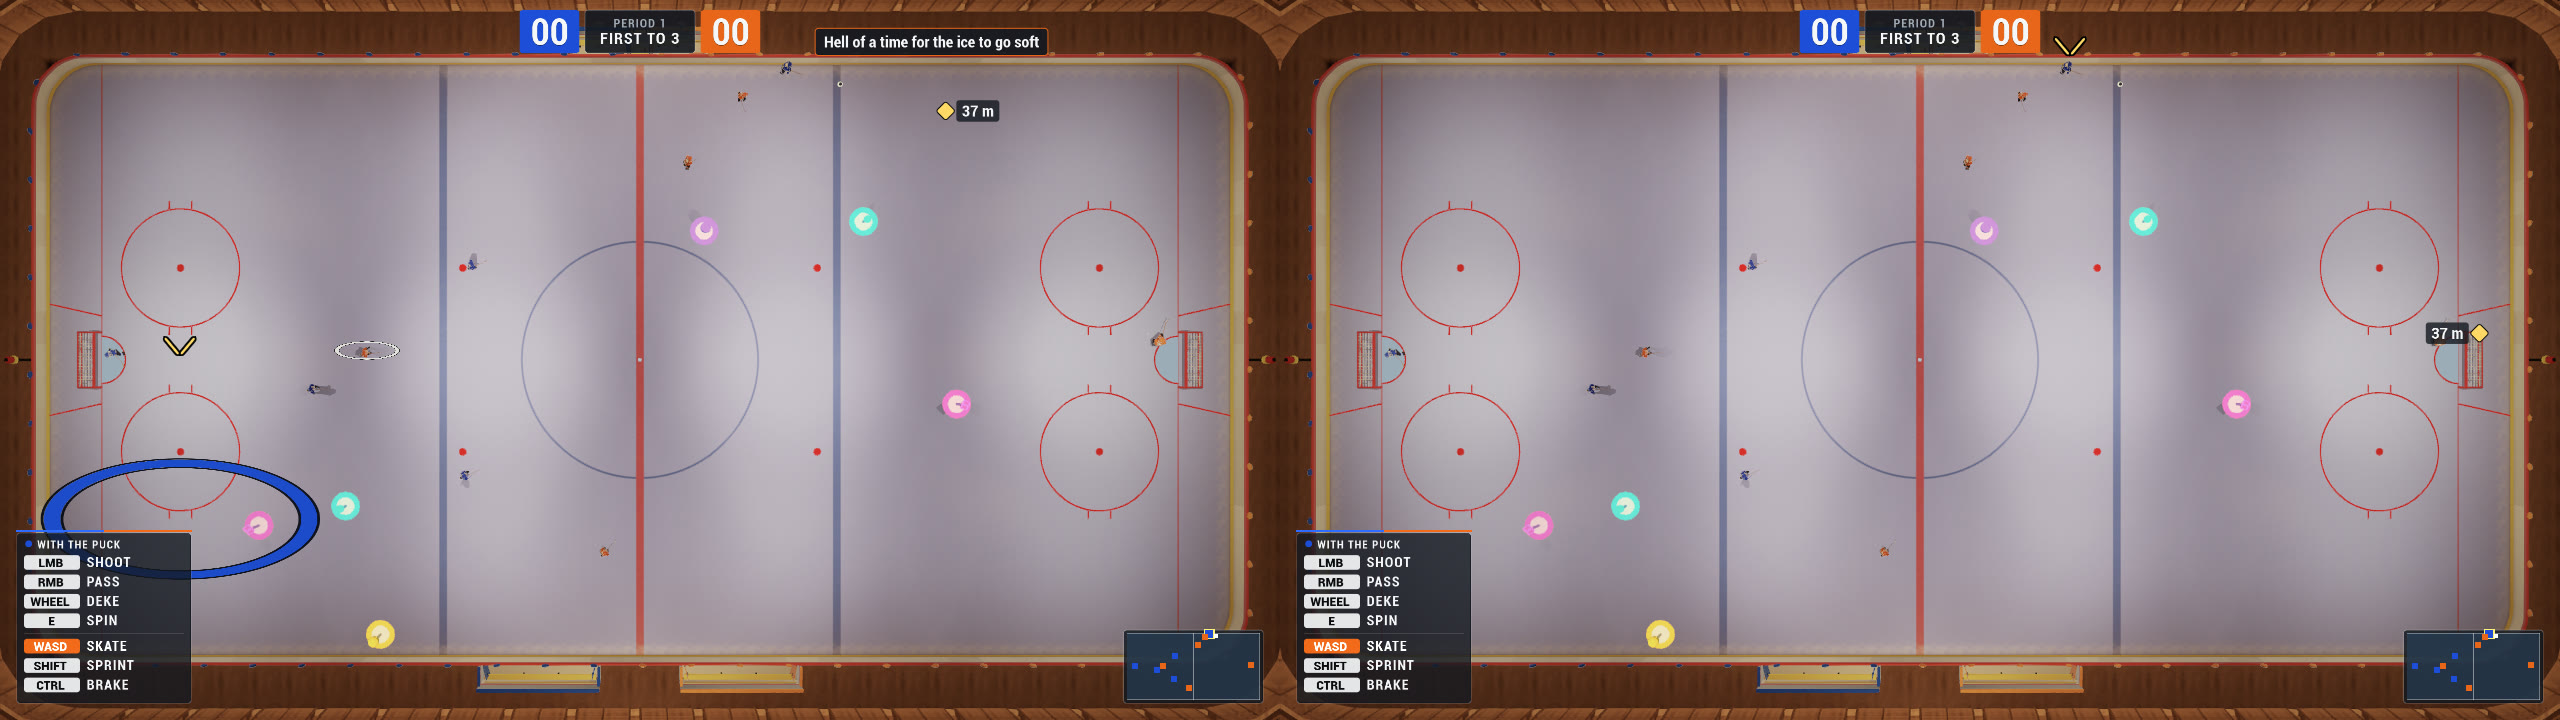 00
PERIOD 1
FIRST TO 3
00
Hell of a time for the ice to go soft
37 m
WITH THE PUCK
LMB SHOOT
RMB PASS
WHEEL DEKE
E SPIN
WASD SKATE
SHIFT SPRINT
CTRL BRAKE
00
PERIOD 1
FIRST TO 3
00
37 m
WITH THE PUCK
LMB SHOOT
RMB PASS
WHEEL DEKE
E SPIN
WASD SKATE
SHIFT SPRINT
CTRL BRAKE